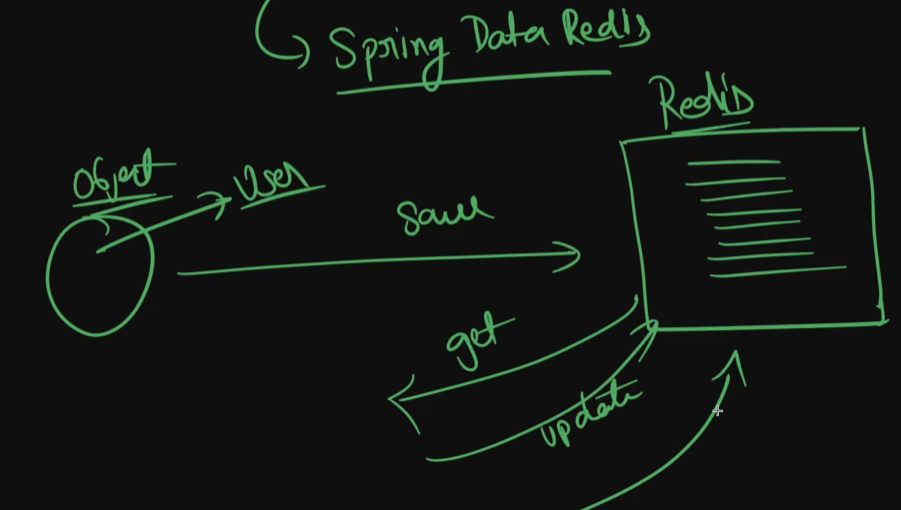 Spring Data Redis
Redis
Object
User
Save
get
update